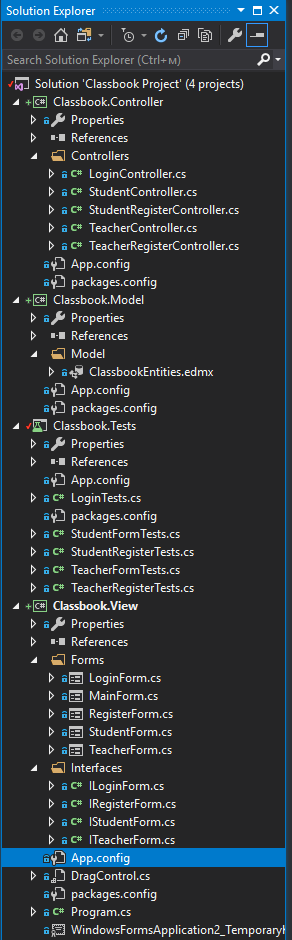 Solution Explorer
Search Solution Explorer (Ctrl+м)
Solution 'Classbook Project' (4 projects)
Classbook.Controller
Properties
References
Controllers
LoginController.cs
StudentController.cs
StudentRegisterController.cs
TeacherController.cs
TeacherRegisterController.cs
App.config
packages.config
Classbook.Model
Properties
References
Model
ClassbookEntities.edmx
App.config
packages.config
Classbook.Tests
Properties
References
App.config
LoginTests.cs
packages.config
StudentFormTests.cs
StudentRegisterTests.cs
TeacherFormTests.cs
TeacherRegisterTests.cs
Classbook.View
Properties
References
Forms
LoginForm.cs
MainForm.cs
RegisterForm.cs
StudentForm.cs
TeacherForm.cs
Interfaces
ILoginForm.cs
IRegisterForm.cs
IStudentForm.cs
ITeacherForm.cs
App.config
DragControl.cs
packages.config
Program.cs
WindowsFormsApplication2_TemporaryK